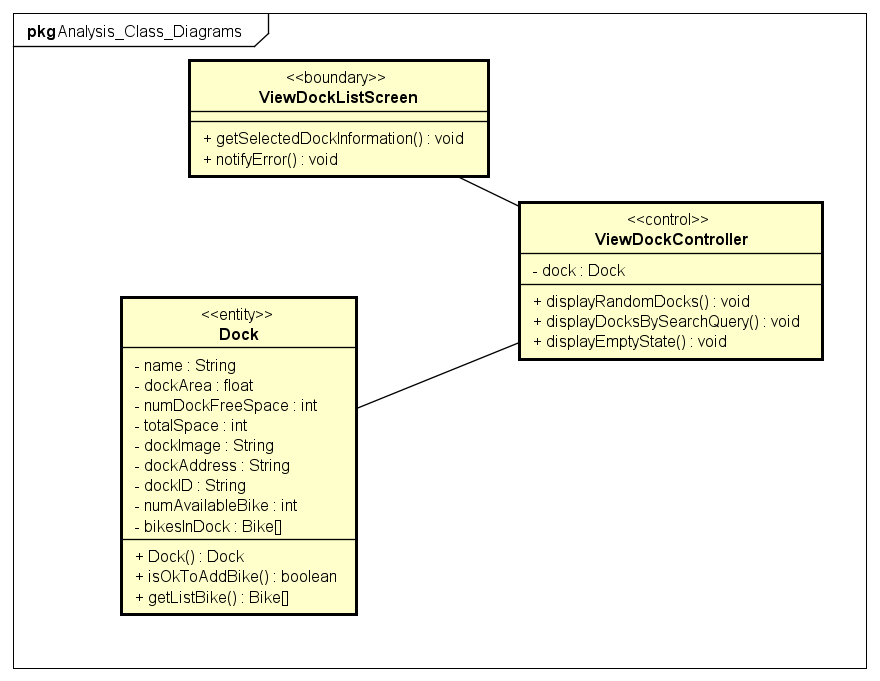 pkg Analysis_Class_Diagrams
<<boundary>>
ViewDockListScreen
+ getSelectedDockInformation() : void
+ notifyError() : void
<<control>>
ViewDockController
- dock : Dock
+ displayRandomDocks() : void
+ displayDocksBySearchQuery() : void
+ displayEmptyState() : void
<<entity>>
Dock
- name : String
- dockArea : float
- numDockFreeSpace : int
- totalSpace : int
- dockImage : String
- dockAddress : String
- dockID : String
- numAvailableBike : int
- bikesInDock : Bike[]
+ Dock() : Dock
+ isOkToAddBike() : boolean
+ getListBike() : Bike[]